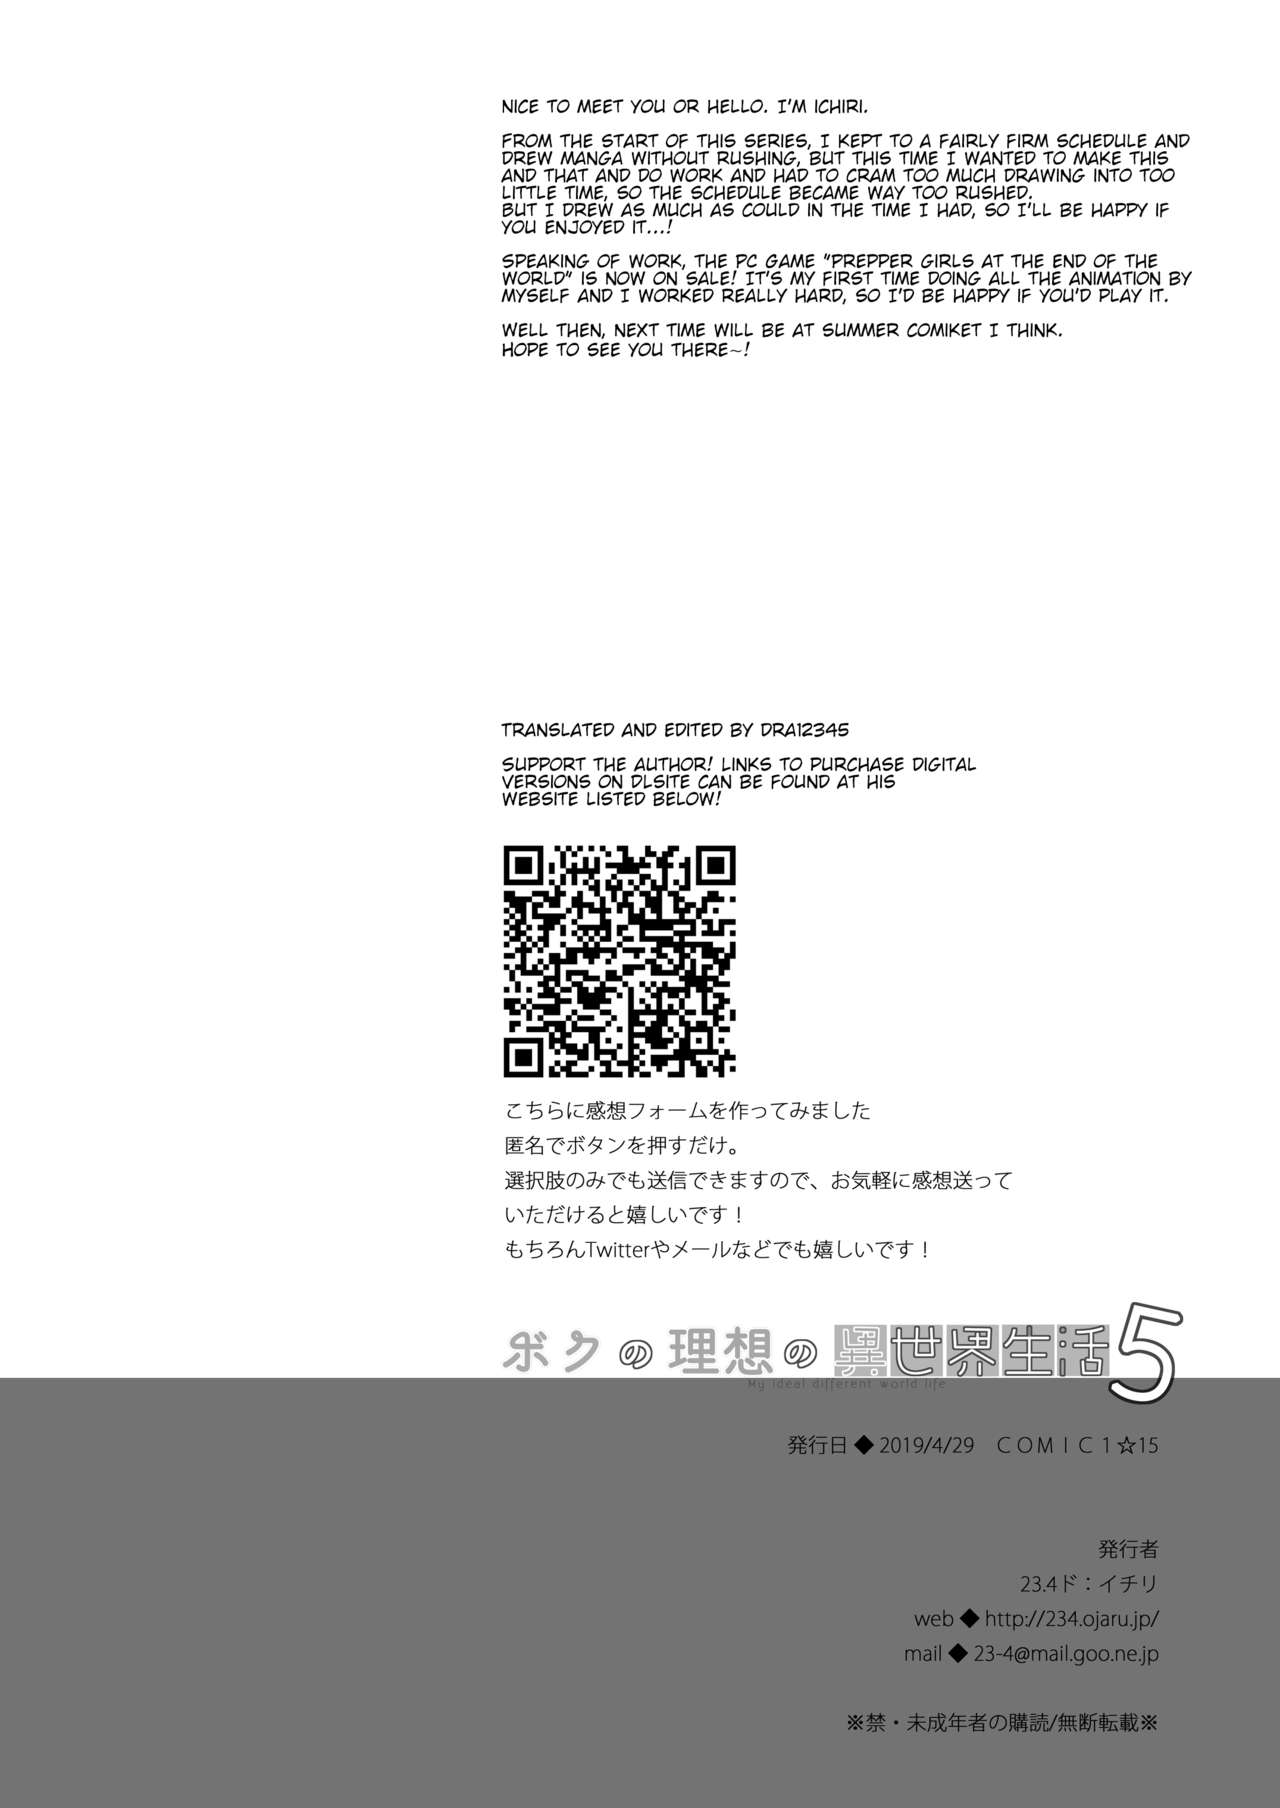 NICE TO MEET YOU OR HELLO. I'M ICHIRI.
FROM THE START OF THIS SERIES, I KEPT TO A FAIRLY FIRM SCHEDULE AND
DREW MANGA WITHOUT RUSHING, BUT THIS TIME I WANTED TO MAKE THIS
AND THAT AND DO WORK AND HAD TO CRAM TOO MUCH DRAWING INTO TOO
LITTLE TIME, SO THE SCHEDULE BECAME WAY TOO RUSHED.
BUT I DREW AS MUCH AS COULD IN THE TIME I HAD, SO I'LL BE HAPPY IF
YOU ENJOYED IT...!
SPEAKING OF WORK, THE PC GAME "PREPPER GIRLS AT THE END OF THE
WORLD" IS NOW ON SALE! IT'S MY FIRST TIME DOING ALL THE ANIMATION BY
MYSELF AND I WORKED REALLY HARD, SO I'D BE HAPPY IF YOU'D PLAY IT.
WELL THEN, NEXT TIME WILL BE AT SUMMER COMIKET I THINK.
HOPE TO SEE YOU THERE~!
TRANSLATED AND EDITED BY DRA12345
SUPPORT THE AUTHOR! LINKS TO PURCHASE DIGITAL
VERSIONS ON DLSITE CAN BE FOUND AT HIS
WEBSITE LISTED BELOW!
こちらに感想フォームを作ってみました
匿名でボタンを押すだけ。
選択肢のみでも送信できますので、お気軽に感想送って
いただけると嬉しいです！
もちろんTwitterやメールなどでも嬉しいです！
ボクの理想の異世界生活5
My ideal different world life
発行日◆2019/4/29　ＣＯＭＩＣ１☆15
発行者
23.4ド：イチリ
web◆http://234.ojaru.jp/
mail◆23-4@mail.goo.ne.jp
※禁・未成年者の購読/無断転載※